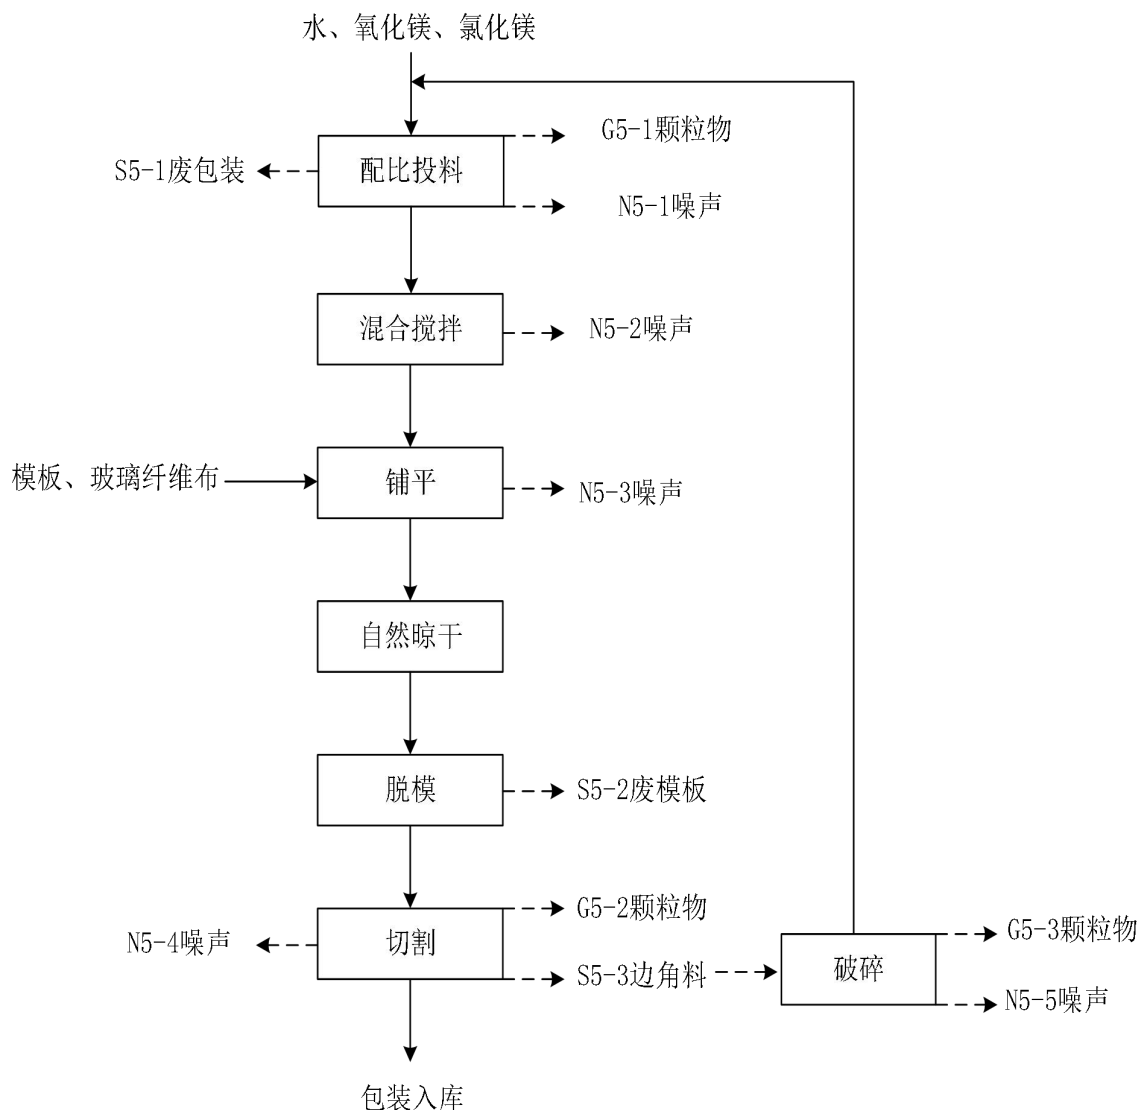 水、氧化镁、氯化镁
G5-1颗粒物
S5-1废包装
配比投料
N5-1噪声
混合搅拌
N5-2噪声
模板、玻璃纤维布
铺平
N5-3噪声
自然晾干
脱模
S5-2废模板
G5-2颗粒物
N5-4噪声
切割
S5-3边角料
G5-3颗粒物
破碎
N5-5噪声
包装入库